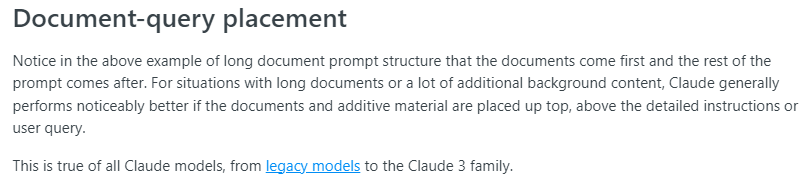 Document-query placement
Notice in the above example of long document prompt structure that the documents come first and the rest of the
prompt comes after. For situations with long documents or a lot of additional background content, Claude generally
performs noticeably better if the documents and additive material are placed up top, above the detailed instructions or
user query.
This is true of all Claude models, from legacy models to the Claude 3 family.